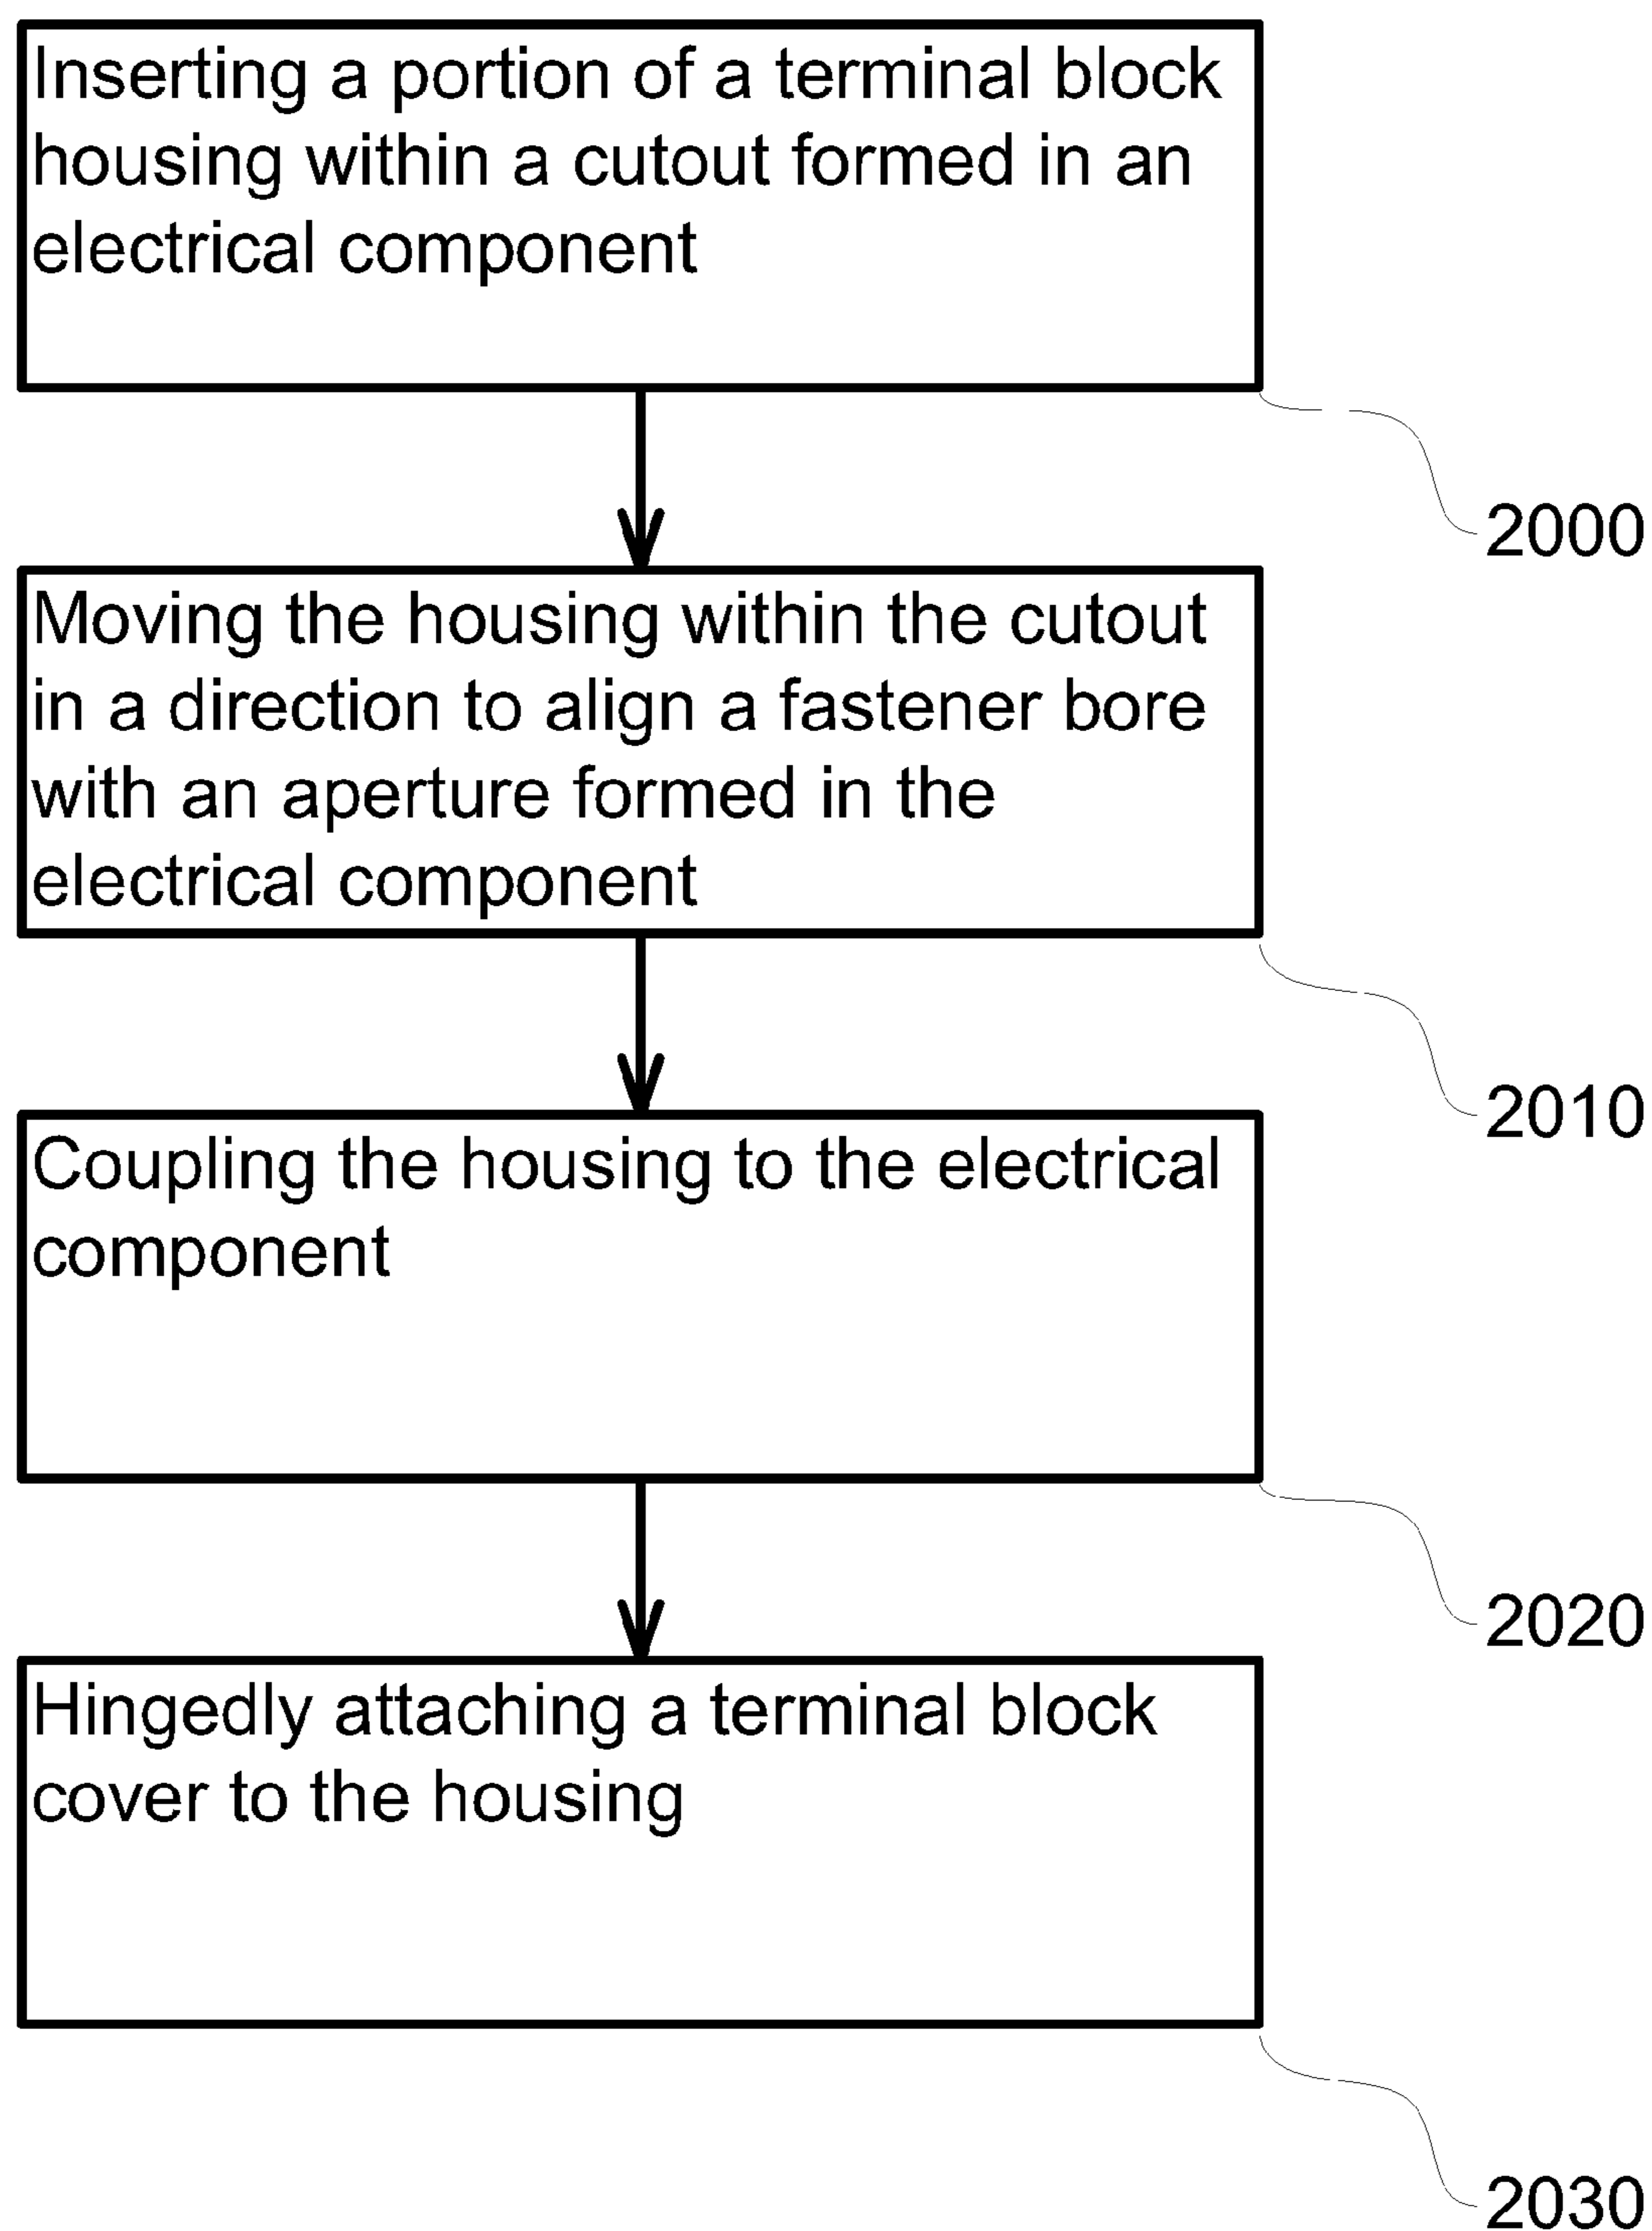 Inserting a portion of a terminal block
housing within a cutout formed in an
electrical component
2000
Moving the housing within the cutout
in a direction to align a fastener bore
with an aperture formed in the
electrical component
2010
Coupling the housing to the electrical
component
2020
Hingedly attaching a terminal block
cover to the housing
2030